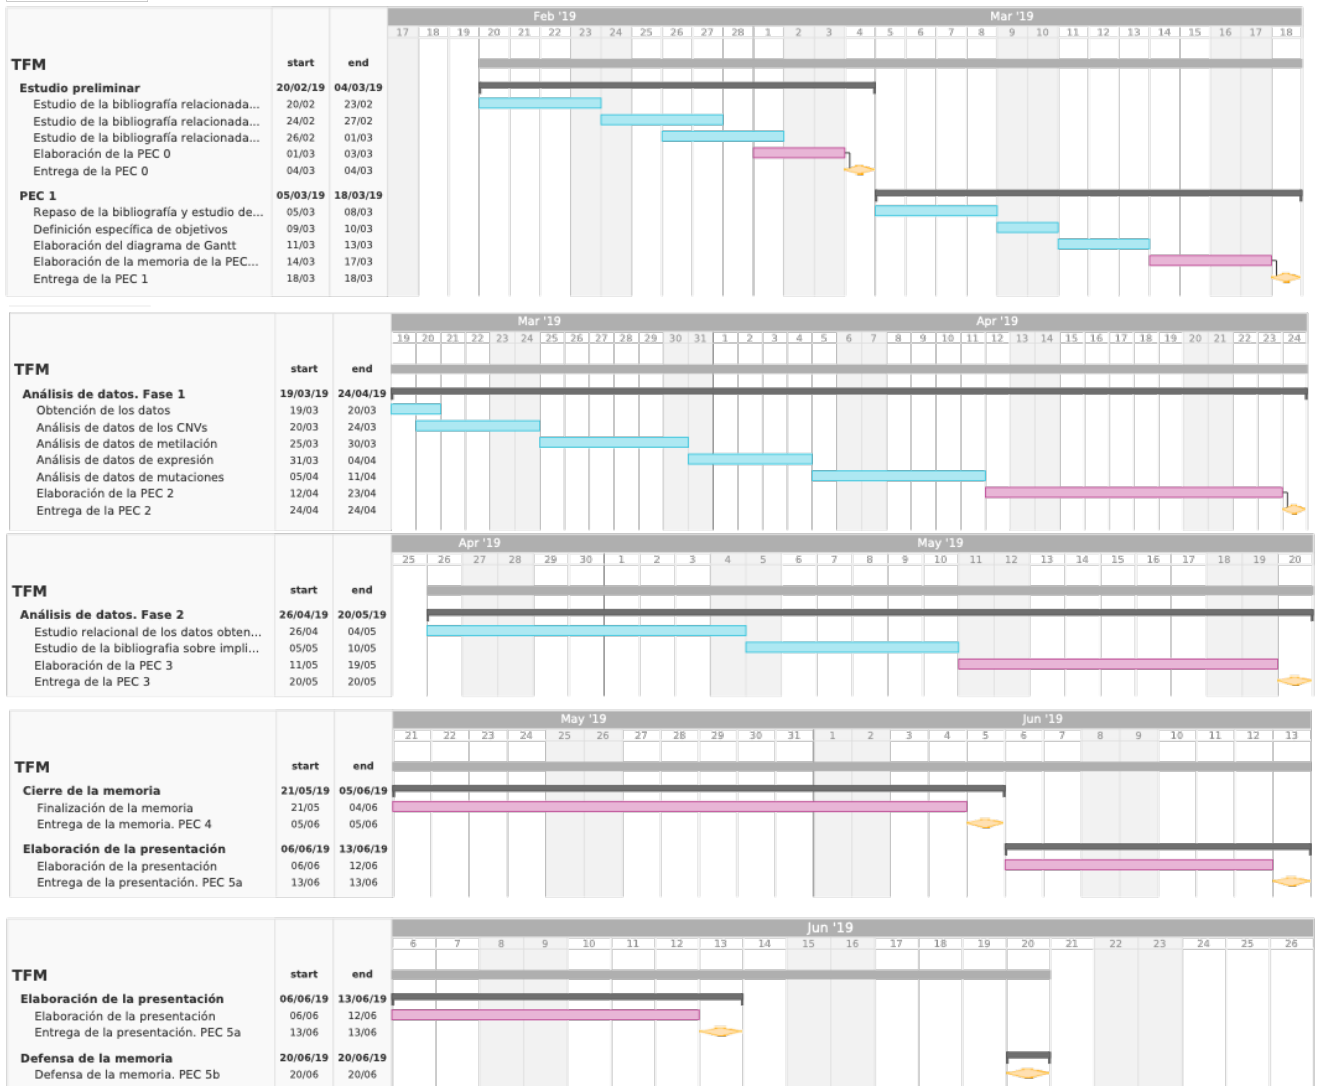 Feb '19 Mar '19
17 18 19 20 21 22 23 24 25 26 27 28 1 2 3 4 5 6 7 8 9 10 11 12 13 14 15 16 17 18
TFM start end
Estudio preliminar 20/02/19 04/03/19
Estudio de la bibliografía relacionada... 20/02 23/02
Estudio de la bibliografía relacionada... 24/02 27/02
Estudio de la bibliografía relacionada... 26/02 01/03
Elaboración de la PEC 0 01/03 03/03
Entrega de la PEC 0 04/03 04/03
PEC 1 05/03/19 18/03/19
Repaso de la bibliografía y estudio de... 05/03 08/03
Definición específica de objetivos 09/03 10/03
Elaboración del diagrama de Gantt 11/03 13/03
Elaboración de la memoria de la PEC... 14/03 17/03
Entrega de la PEC 1 18/03 18/03
Mar '19 Apr '19
19 20 21 22 23 24 25 26 27 28 29 30 31 1 2 3 4 5 6 7 8 9 10 11 12 13 14 15 16 17 18 19 20 21 22 23 24
TFM start end
Análisis de datos. Fase 1 19/03/19 24/04/19
Obtención de los datos 19/03 20/03
Análisis de datos de los CNVs 20/03 24/03
Análisis de datos de metilación 25/03 30/03
Análisis de datos de expresión 31/03 04/04
Análisis de datos de mutaciones 05/04 11/04
Elaboración de la PEC 2 12/04 23/04
Entrega de la PEC 2 24/04 24/04
Apr '19 May '19
25 26 27 28 29 30 1 2 3 4 5 6 7 8 9 10 11 12 13 14 15 16 17 18 19 20
TFM start end
Análisis de datos. Fase 2 26/04/19 20/05/19
Estudio relacional de los datos obten... 26/04 04/05
Estudio de la bibliografia sobre impli... 05/05 10/05
Elaboración de la PEC 3 11/05 19/05
Entrega de la PEC 3 20/05 20/05
May '19 Jun '19
21 22 23 24 25 26 27 28 29 30 31 1 2 3 4 5 6 7 8 9 10 11 12 13
TFM start end
Cierre de la memoria 21/05/19 05/06/19
Finalización de la memoria 21/05 04/06
Entrega de la memoria. PEC 4 05/06 05/06
Elaboración de la presentación 06/06/19 13/06/19
Elaboración de la presentación 06/06 12/06
Entrega de la presentación. PEC 5a 13/06 13/06
Jun '19
6 7 8 9 10 11 12 13 14 15 16 17 18 19 20 21 22 23 24 25 26
TFM start end
Elaboración de la presentación 06/06/19 13/06/19
Elaboración de la presentación 06/06 12/06
Entrega de la presentación. PEC 5a 13/06 13/06
Defensa de la memoria 20/06/19 20/06/19
Defensa de la memoria. PEC 5b 20/06 20/06